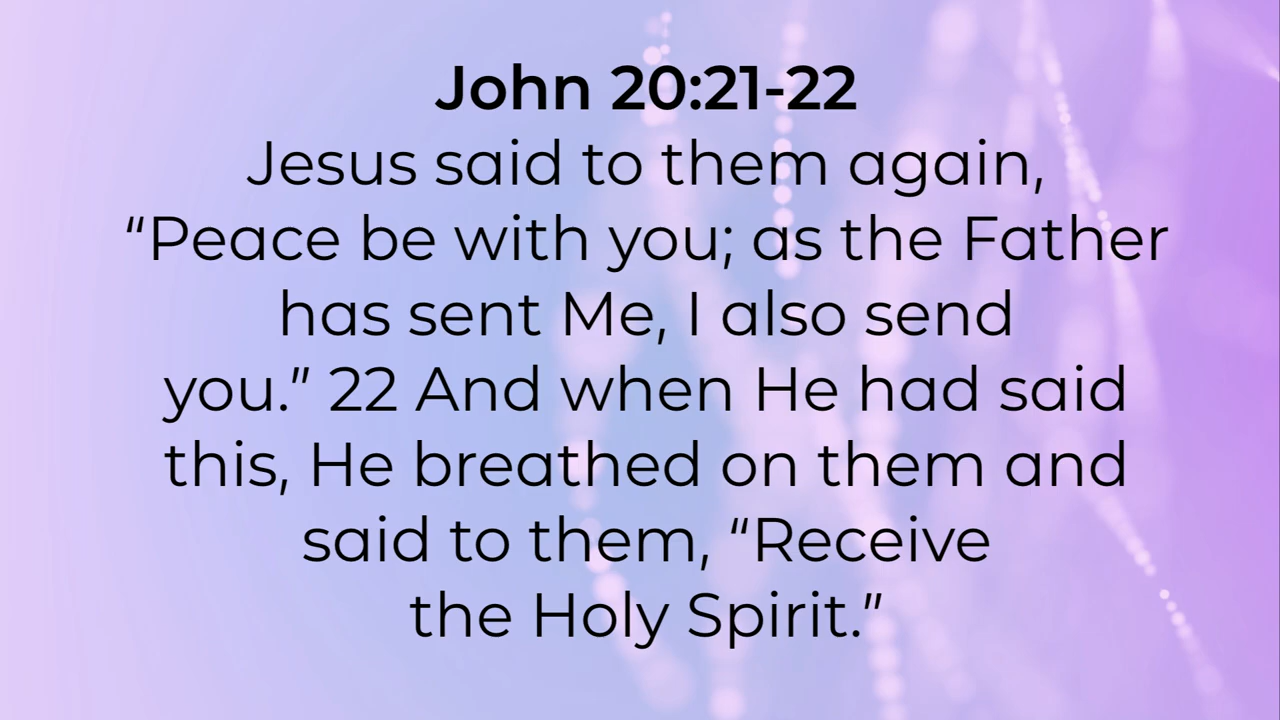 John 20:21-22
Jesus said to them again,
“Peace be with you; as the Father
has sent Me, I also send
you.” 22 And when He had said
this, He breathed on them and
said to them, “Receive
the Holy Spirit.”